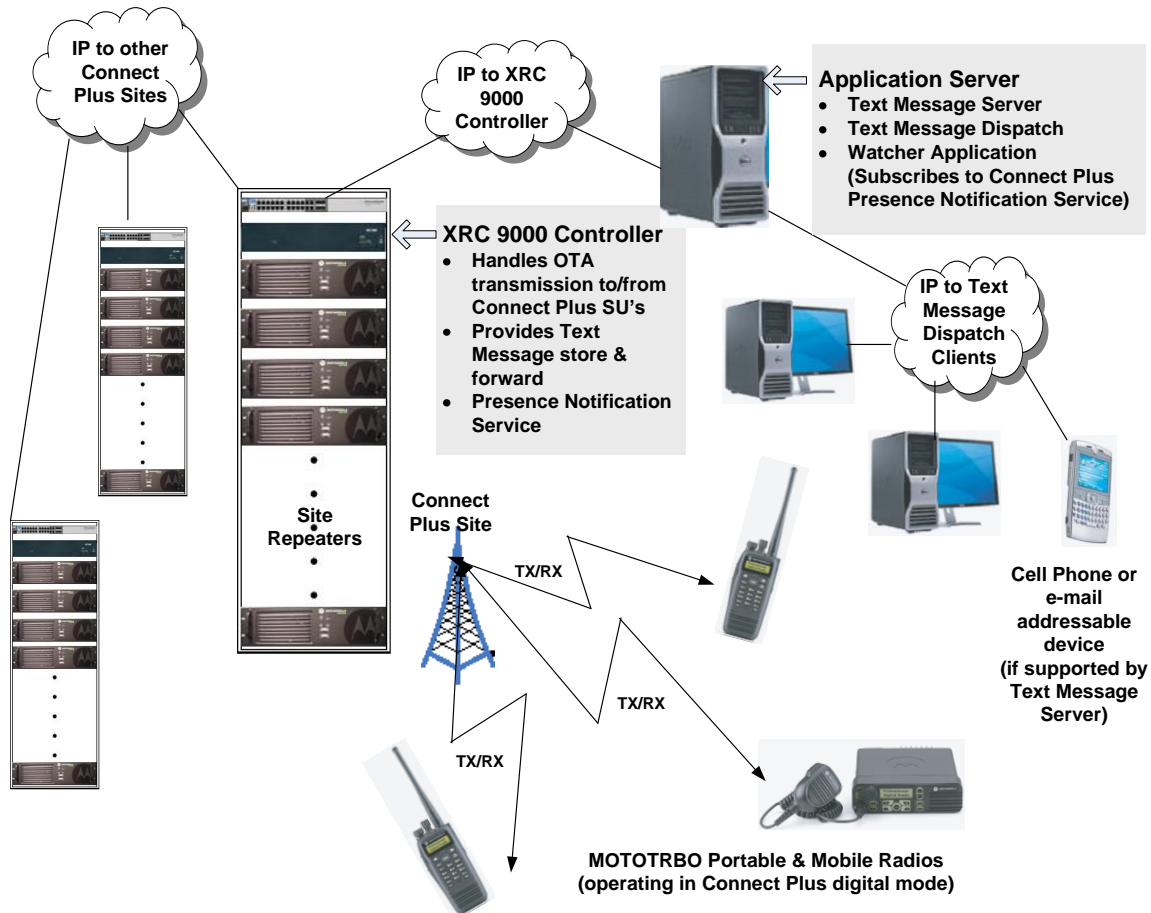 IP to other
Connect
Plus Sites
IP to XRC
9000
Controller
Application Server
• Text Message Server
• Text Message Dispatch
• Watcher Application
(Subscribes to Connect Plus
Presence Notification Service)
XRC 9000 Controller
• Handles OTA
transmission to/from
Connect Plus SU's
• Provides Text
Message store &
forward
• Presence Notification
Service
IP to Text
Message
Dispatch
Clients
Site
Repeaters
Connect
Plus Site
TX/RX
TX/RX
TX/RX
Cell Phone or
e-mail
addressable
device
(if supported by
Text Message
Server)
MOTOTRBO Portable & Mobile Radios
(operating in Connect Plus digital mode)